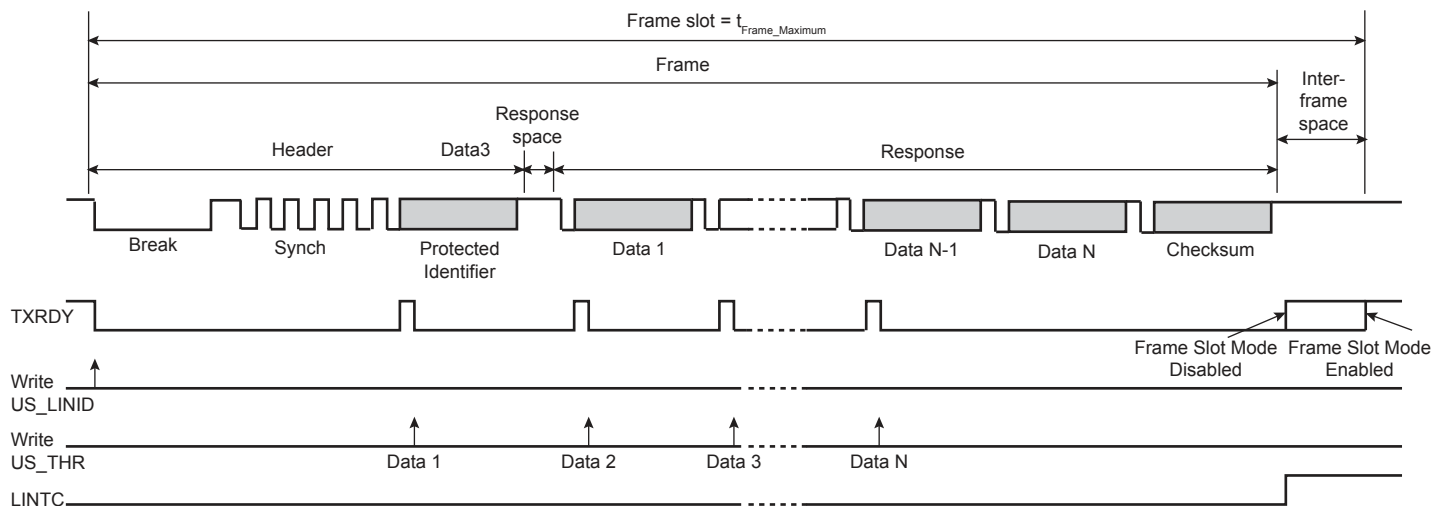 Frame slot = tFrame_Maximum
Frame
Inter-
frame
space
Response
space
Header
Data3
Response
Break
Synch
Protected
Identifier
Data 1
Data N-1
Data N
Checksum
TXRDY
Frame Slot Mode
Disabled
Frame Slot Mode
Enabled
Write
US_LINID
Write
US_THR
Data 1
Data 2
Data 3
Data N
LINTC